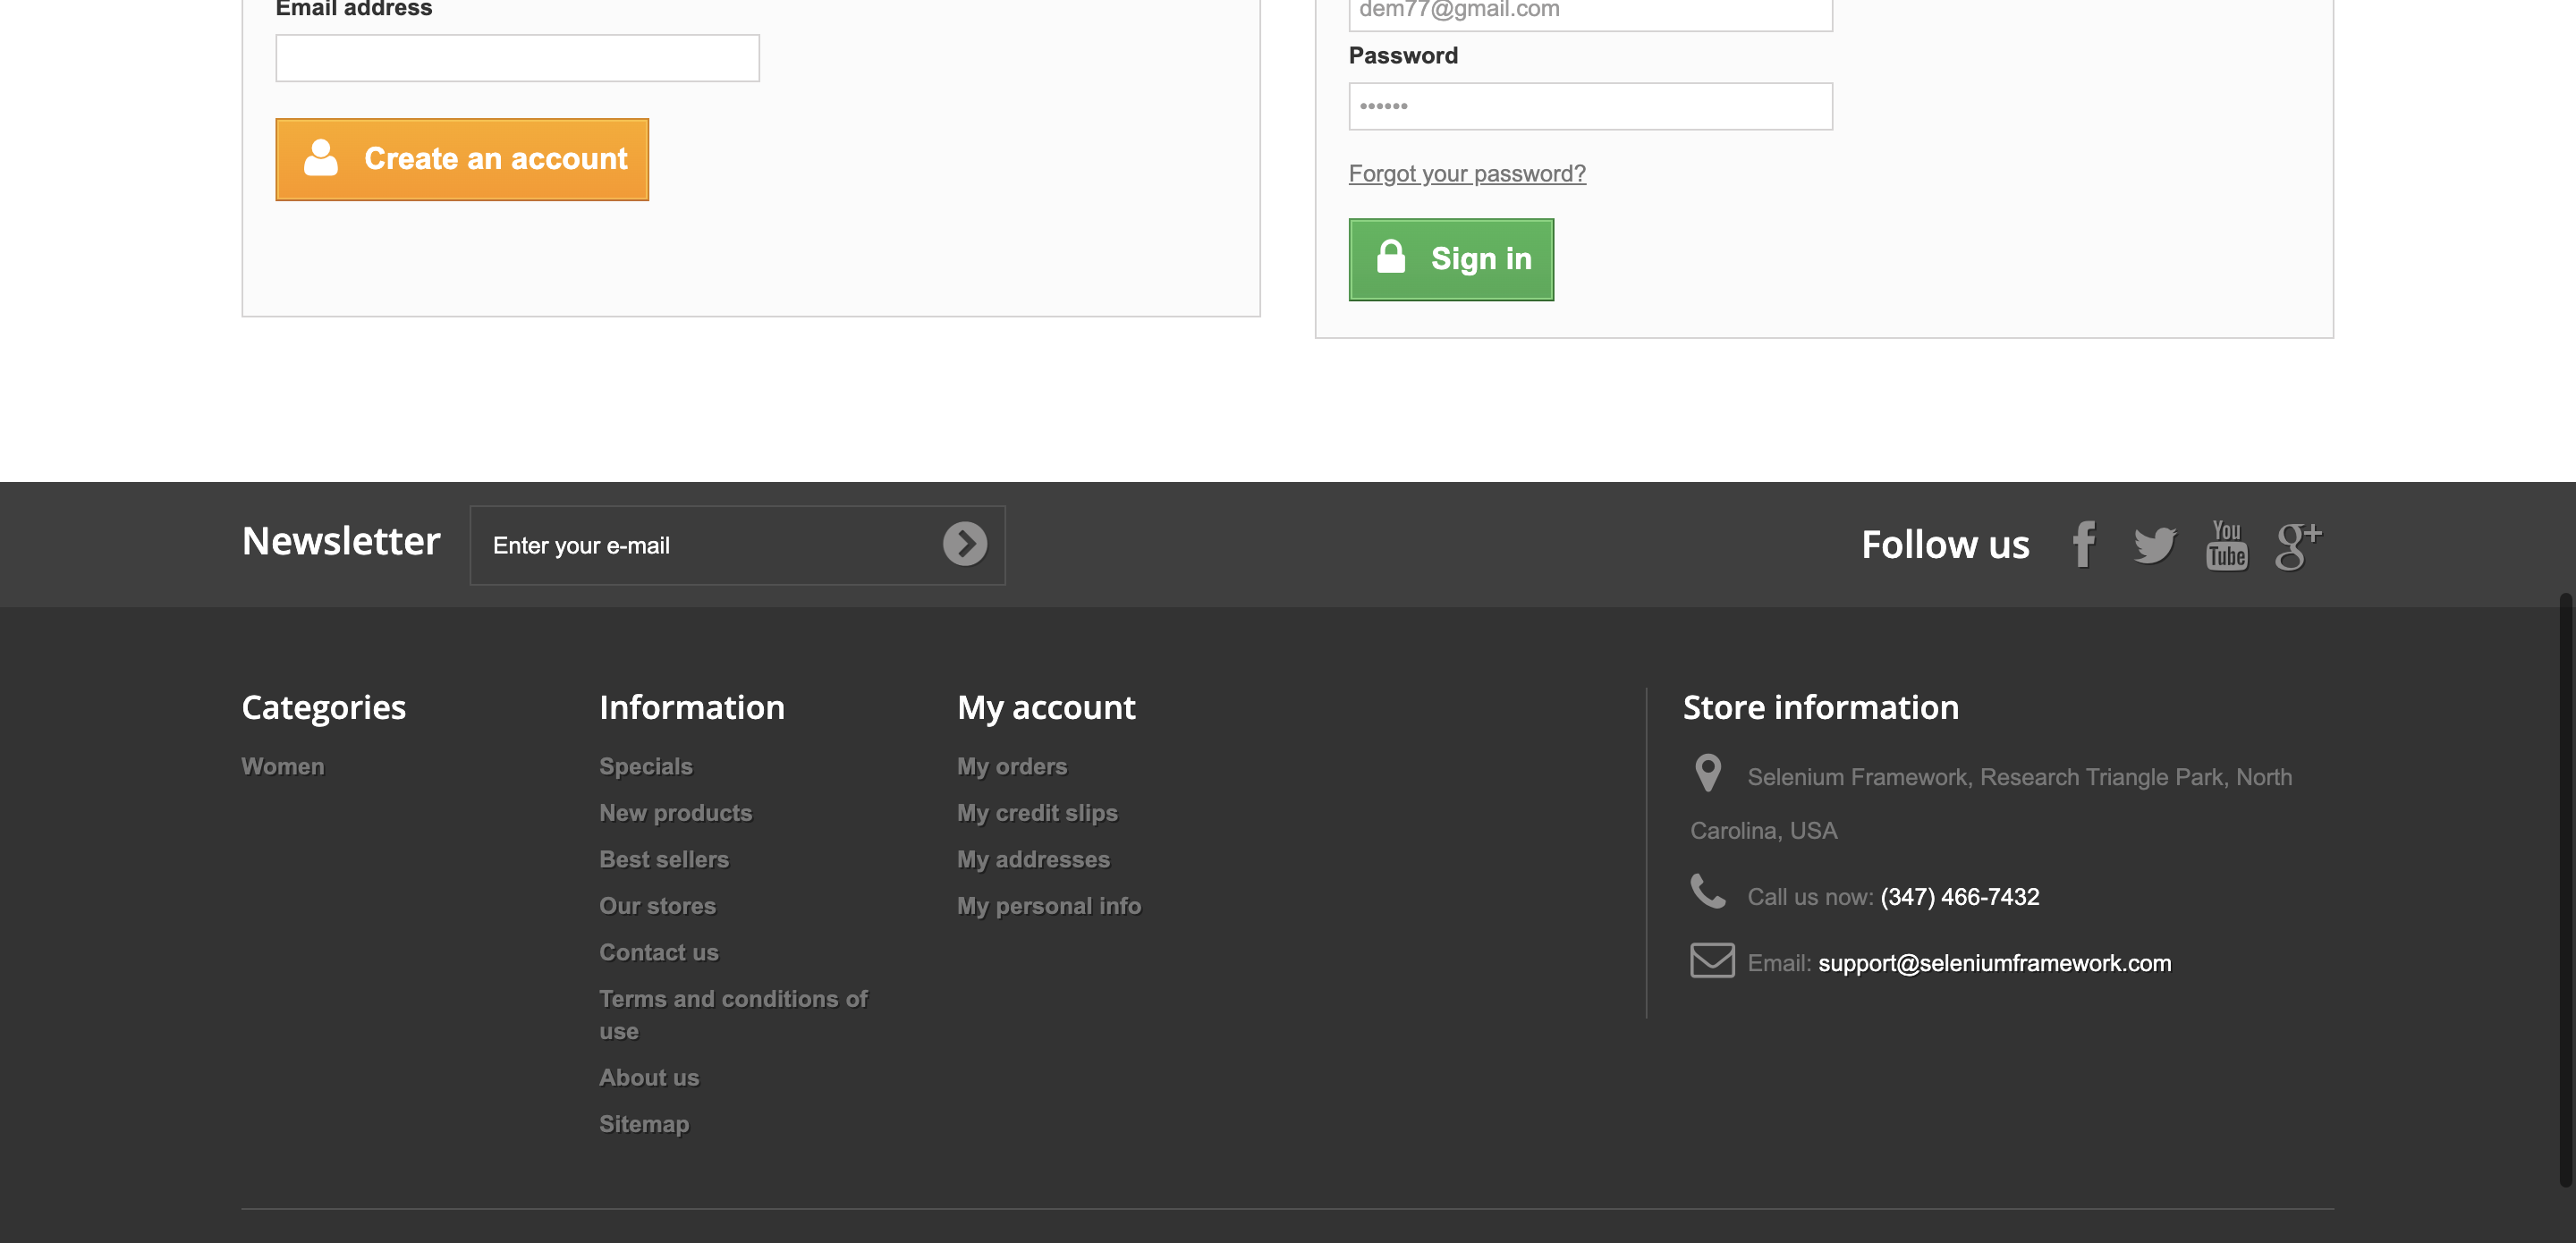 Email address
Create an account
dem77@gmail.com
Password
••••••
Forgot your password?
Sign in
Newsletter
Enter your e-mail
Follow us
You
Tube
g+
Categories
Women
Information
Specials
New products
Best sellers
Our stores
Contact us
Terms and conditions of
use
About us
Sitemap
My account
My orders
My credit slips
My addresses
My personal info
Store information
Selenium Framework, Research Triangle Park, North
Carolina, USA
Call us now: (347) 466-7432
Email: support@seleniumframework.com